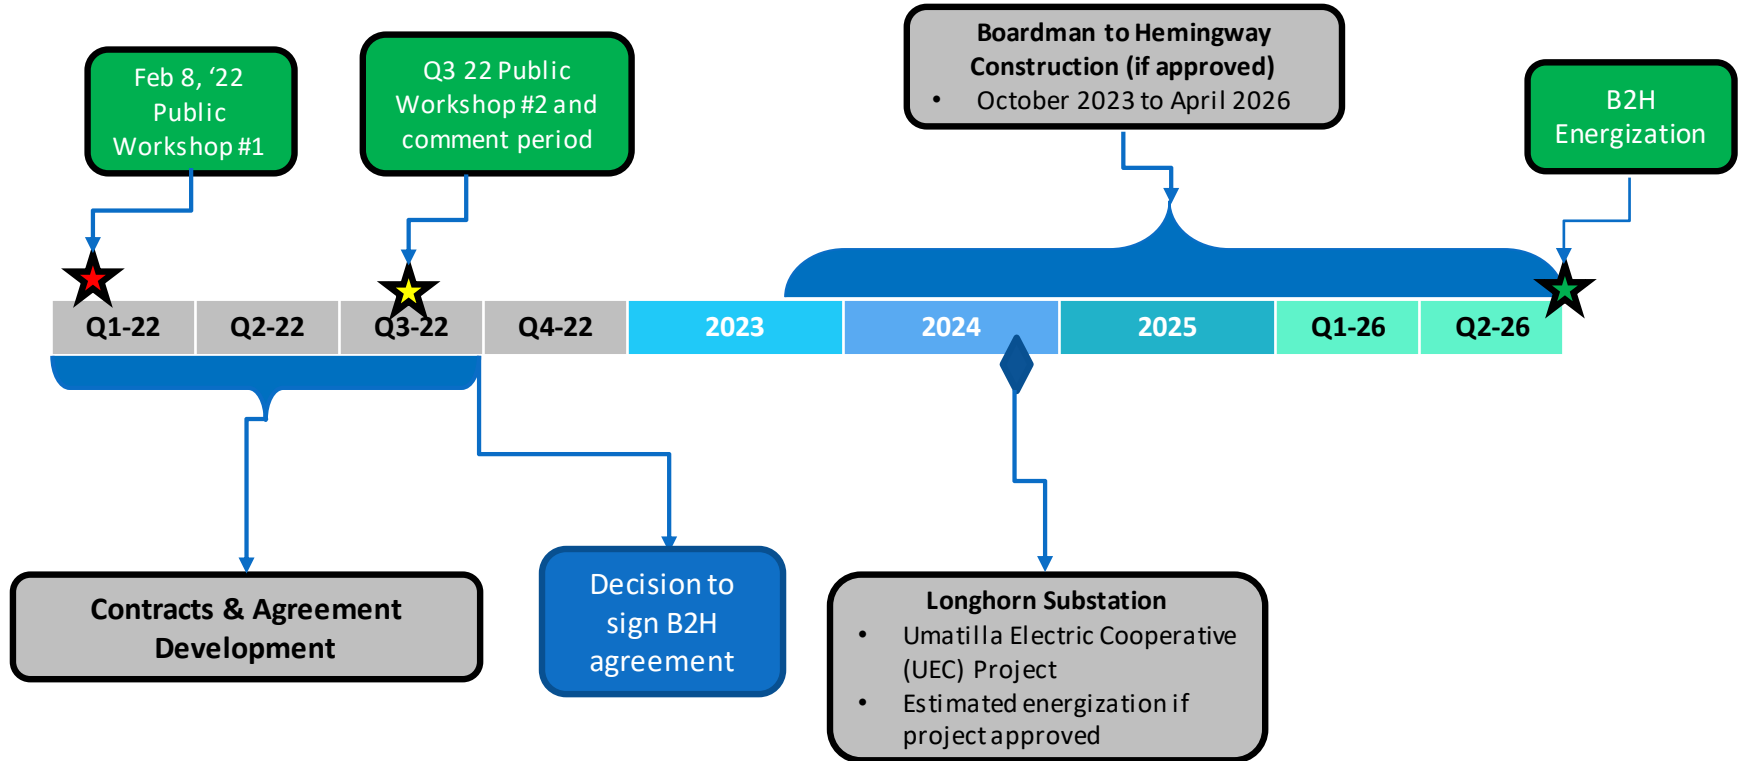 Feb 8, ‘22
Public
Workshop #1
Q3 22 Public
Workshop #2 and
comment period
Boardman to Hemingway
Construction (if approved)
• October 2023 to April 2026
B2H
Energization
Q1-22
Q2-22
Q3-22
Q4-22
2023
2024
2025
Q1-26
Q2-26
Contracts & Agreement
Development
Decision to
sign B2H
agreement
Longhorn Substation
• Umatilla Electric Cooperative
(UEC) Project
• Estimated energization if
project approved